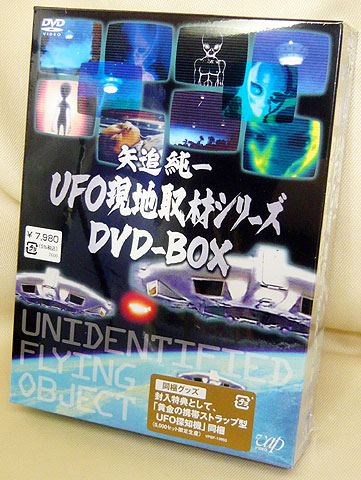 DVD
VIDEO
矢追純一
UFO現地取材シリーズ
DVD-BOX
¥7,980
UNIDENTIFIED
FLYING
OBJECT
同梱グッズ
封入特典として、
「黄金の携帯ストラップ型
UFO探知機」同梱
(5,000セット限定生産)
vap
VIDEO